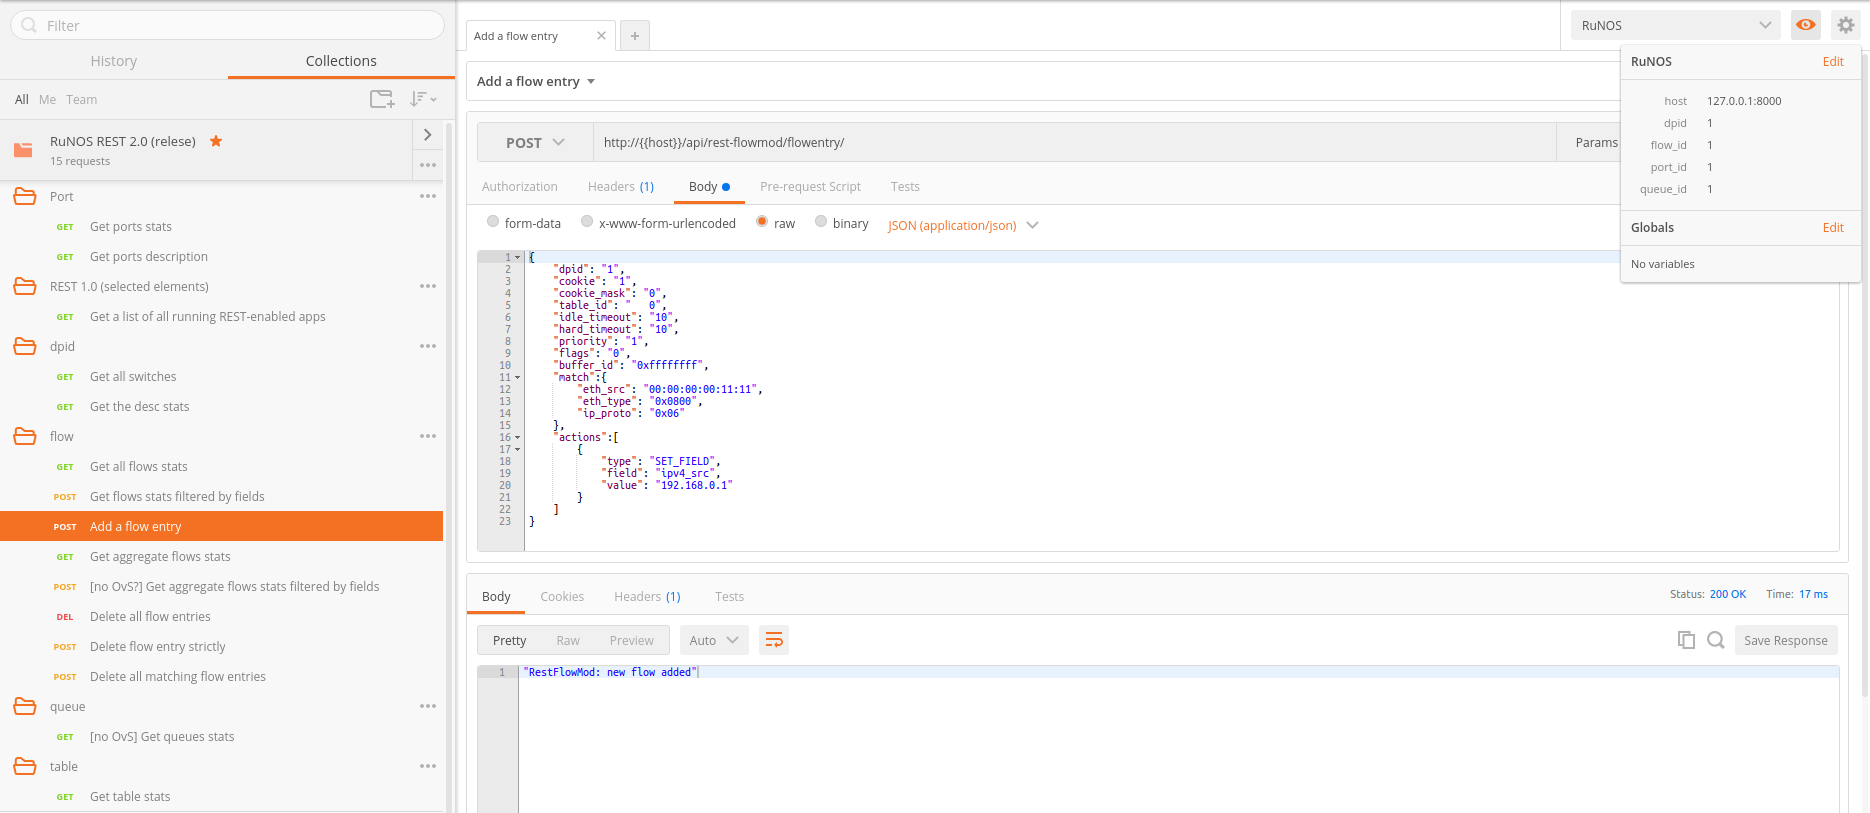 Filter
History
Collections
All Me Team
RuNOS REST 2.0 (relese)
15 requests
Port
GET Get ports stats
GET Get ports description
REST 1.0 (selected elements)
GET Get a list of all running REST-enabled apps
dpid
GET Get all switches
GET Get the desc stats
flow
GET Get all flows stats
POST Get flows stats filtered by fields
POST Add a flow entry
GET Get aggregate flows stats
POST [no OvS?] Get aggregate flows stats filtered by fields
DEL Delete all flow entries
POST Delete flow entry strictly
POST Delete all matching flow entries
queue
GET [no OvS] Get queues stats
table
GET Get table stats
Add a flow entry
Add a flow entry
POST http://{{host}}/api/rest-flowmod/flowentry/ Params
Authorization Headers (1) Body Pre-request Script Tests
form-data x-www-form-urlencoded raw binary JSON (application/json)
1 {
2 "dpid": "1",
3 "cookie": "1",
4 "cookie_mask": "0",
5 "table_id": "   0",
6 "idle_timeout": "10",
7 "hard_timeout": "10",
8 "priority": "1",
9 "flags": "0",
10 "buffer_id": "0xffffffff",
11 "match":{
12 "eth_src": "00:00:00:00:11:11",
13 "eth_type": "0x0800",
14 "ip_proto": "0x06"
15 },
16 "actions":[
17 {
18 "type": "SET_FIELD",
19 "field": "ipv4_src",
20 "value": "192.168.0.1"
21 }
22 ]
23 }
Body Cookies Headers (1) Tests Status: 200 OK Time: 17 ms
Pretty Raw Preview Auto Save Response
1 "RestFlowMod: new flow added"
RuNOS
RuNOS Edit
host 127.0.0.1:8000
dpid 1
flow_id 1
port_id 1
queue_id 1
Globals Edit
No variables